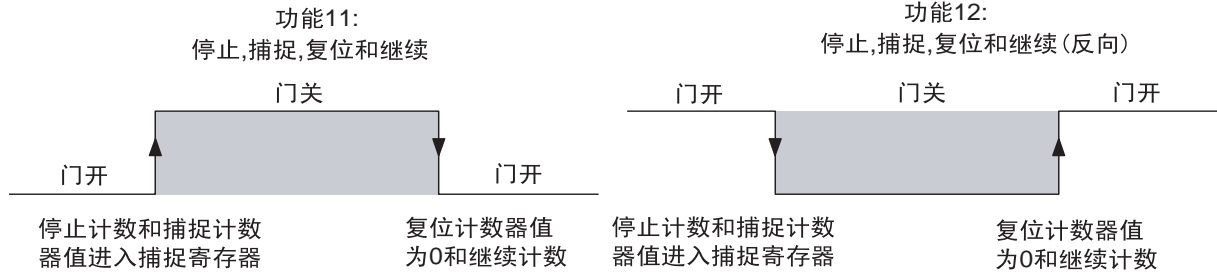 功能11:
停止,捕捉,复位和继续
门关
门开
门开
停止计数和捕捉计数
器值进入捕捉寄存器
复位计数器值
为0和继续计数
功能12:
停止,捕捉,复位和继续(反向)
门开
门关
门开
停止计数和捕捉计数
器值进入捕捉寄存器
复位计数器值
为0和继续计数